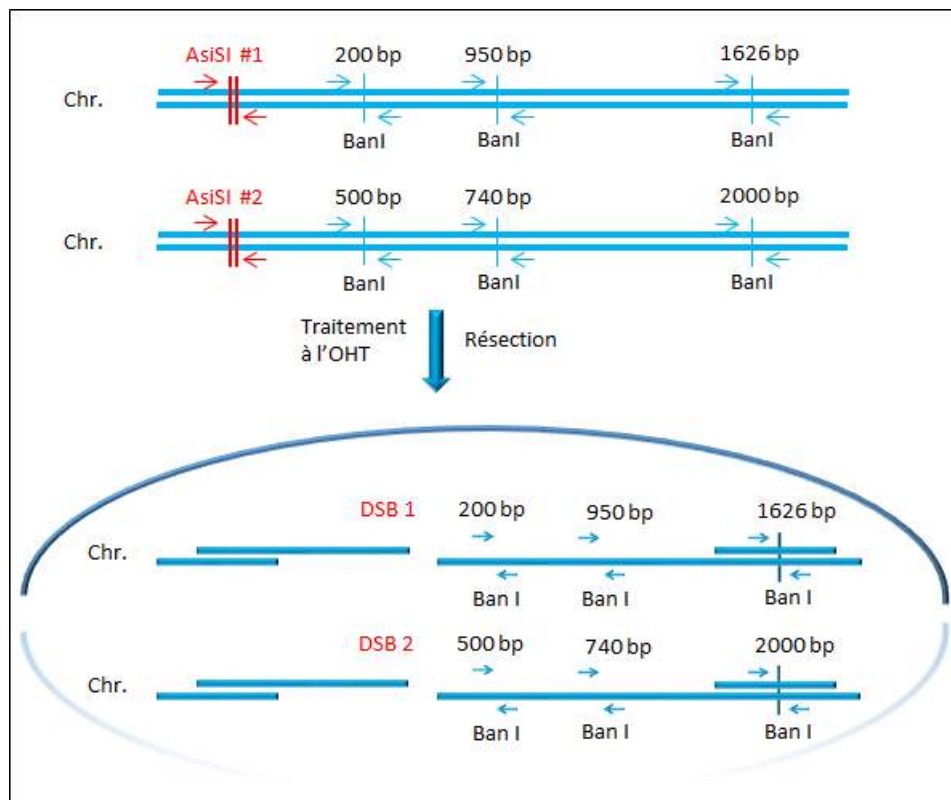 AsiSI #1 200 bp 950 bp 1626 bp
Chr.
BanI BanI BanI
AsiSI #2 500 bp 740 bp 2000 bp
Chr.
BanI BanI BanI
Traitement
à l’OHT
Résection
DSB 1 200 bp 950 bp 1626 bp
Chr.
Ban I Ban I Ban I
DSB 2 500 bp 740 bp 2000 bp
Chr.
Ban I Ban I Ban I